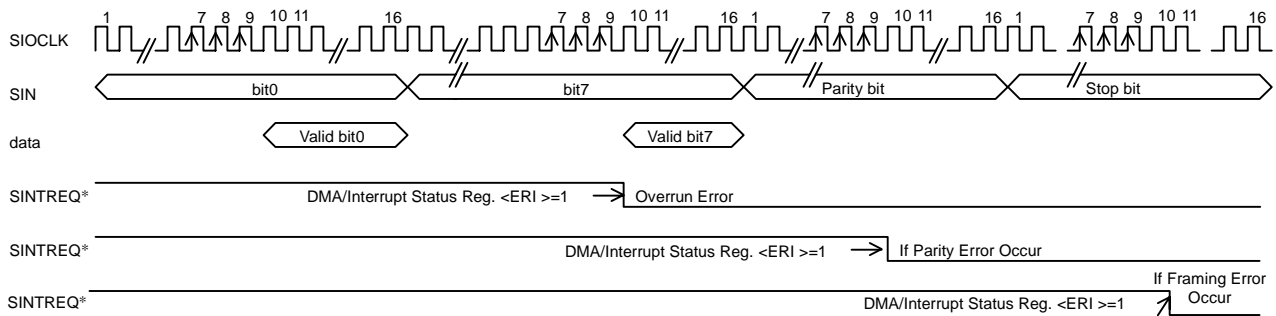 1 7 8 9 10 11 16 7 8 9 10 11 16 1 7 8 9 10 11 16 1 7 8 9 10 11 16
SIOCLK
SIN bit0 bit7 Parity bit Stop bit
data Valid bit0 Valid bit7
SINTREQ* DMA/Interrupt Status Reg. <ERI >=1 Overrun Error
SINTREQ* DMA/Interrupt Status Reg. <ERI >=1 If Parity Error Occur
If Framing Error
SINTREQ* DMA/Interrupt Status Reg. <ERI >=1 Occur